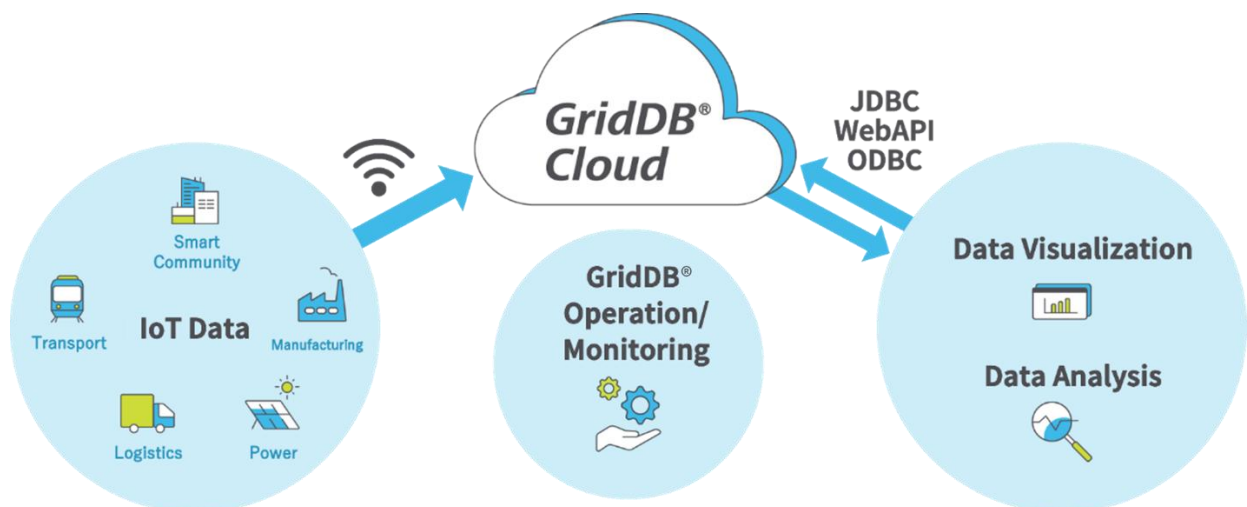 GridDB®
Cloud
JDBC
WebAPI
ODBC
Smart
Community
Transport
IoT Data
Manufacturing
Logistics
Power
GridDB®
Operation/
Monitoring
Data Visualization
Data Analysis